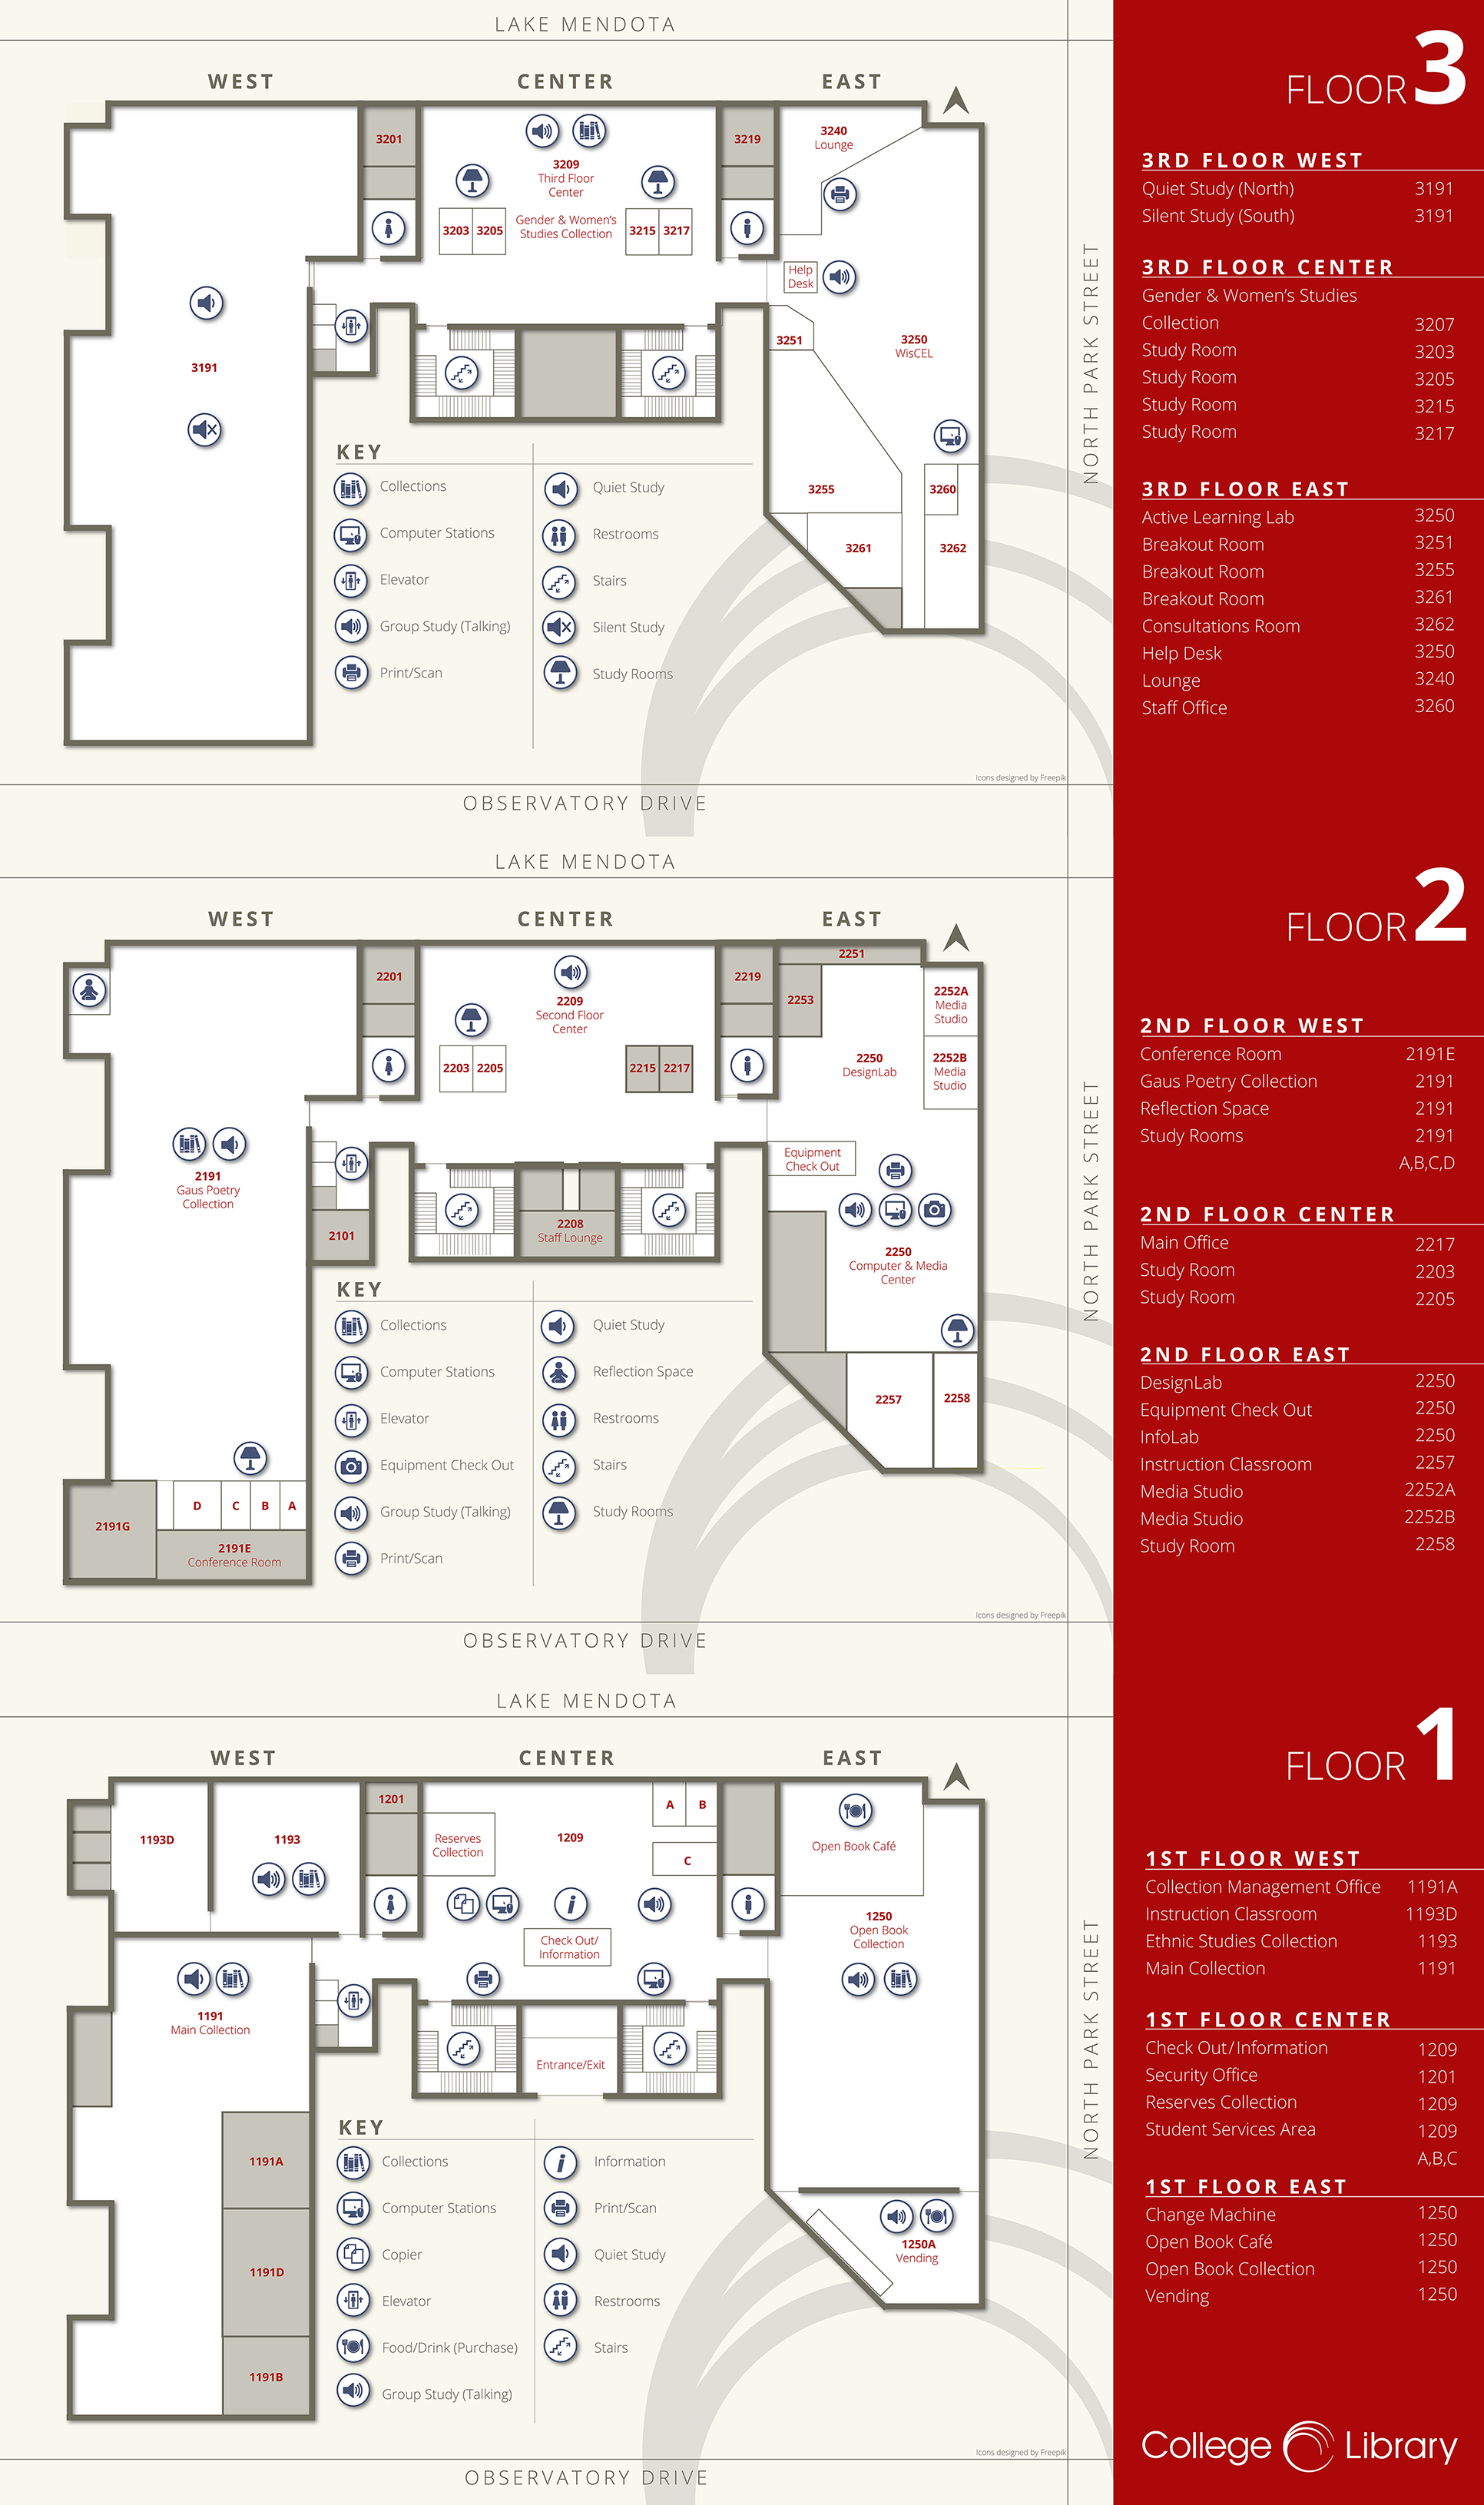 LAKE MENDOTA
WEST
CENTER
EAST
3201
3209
Third Floor
Center
Gender & Women's
Studies Collection
3203 3205
3215 3217
3219
3240
Lounge
Help
Desk
3191
3251
3250
WisCEL
3255
3260
3261
3262
KEY
Collections
Computer Stations
Elevator
Group Study (Talking)
Print/Scan
Quiet Study
Restrooms
Stairs
Silent Study
Study Rooms
Icons designed by Freepik
OBSERVATORY DRIVE
NORTH PARK STREET
FLOOR 3
3RD FLOOR WEST
Quiet Study (North) 3191
Silent Study (South) 3191
3RD FLOOR CENTER
Gender & Women's Studies
Collection 3207
Study Room 3203
Study Room 3205
Study Room 3215
Study Room 3217
3RD FLOOR EAST
Active Learning Lab 3250
Breakout Room 3251
Breakout Room 3255
Breakout Room 3261
Consultations Room 3262
Help Desk 3250
Lounge 3240
Staff Office 3260
LAKE MENDOTA
WEST
CENTER
EAST
2201
2209
Second Floor
Center
2203 2205
2215 2217
2219
2251
2253
2252A
Media
Studio
2250
DesignLab
2252B
Media
Studio
Equipment
Check Out
2191
Gaus Poetry
Collection
2101
2208
Staff Lounge
2250
Computer & Media
Center
2257
2258
D C B A
2191G
2191E
Conference Room
KEY
Collections
Computer Stations
Elevator
Equipment Check Out
Group Study (Talking)
Print/Scan
Quiet Study
Reflection Space
Restrooms
Stairs
Study Rooms
Icons designed by Freepik
OBSERVATORY DRIVE
NORTH PARK STREET
FLOOR 2
2ND FLOOR WEST
Conference Room 2191E
Gaus Poetry Collection 2191
Reflection Space 2191
Study Rooms 2191
A,B,C,D
2ND FLOOR CENTER
Main Office 2217
Study Room 2203
Study Room 2205
2ND FLOOR EAST
DesignLab 2250
Equipment Check Out 2250
InfoLab 2250
Instruction Classroom 2257
Media Studio 2252A
Media Studio 2252B
Study Room 2258
LAKE MENDOTA
WEST
CENTER
EAST
1193D
1193
1201
Reserves
Collection
1209
A B
C
Open Book Café
Check Out/
Information
1250
Open Book
Collection
1191
Main Collection
Entrance/Exit
1191A
1191D
1191B
1250A
Vending
KEY
Collections
Computer Stations
Copier
Elevator
Food/Drink (Purchase)
Group Study (Talking)
Information
Print/Scan
Quiet Study
Restrooms
Stairs
Icons designed by Freepik
OBSERVATORY DRIVE
NORTH PARK STREET
FLOOR 1
1ST FLOOR WEST
Collection Management Office 1191A
Instruction Classroom 1193D
Ethnic Studies Collection 1193
Main Collection 1191
1ST FLOOR CENTER
Check Out/Information 1209
Security Office 1201
Reserves Collection 1209
Student Services Area 1209
A,B,C
1ST FLOOR EAST
Change Machine 1250
Open Book Café 1250
Open Book Collection 1250
Vending 1250
College Library